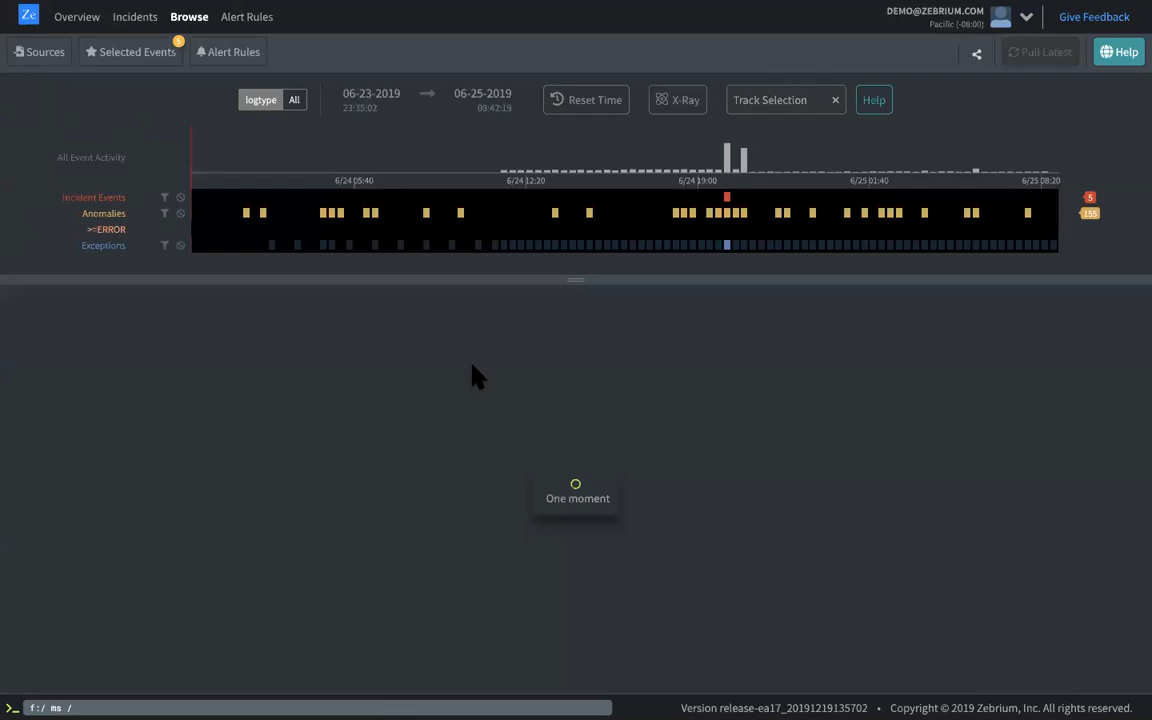 Ze Overview Incidents Browse Alert Rules DEMO@ZEBRIUM.COM Give Feedback
Pacific (-08:00)
Sources Selected Events 5 Alert Rules Pull Latest Help
logtype All 06-23-2019 06-25-2019 Reset Time X-Ray Track Selection × Help
23:35:02 08:42:19
All Event Activity
6/24 05:40 6/24 12:20 6/24 19:00 6/25 01:40 6/25 08:20
Incident Events 5
Anomalies 155
>=ERROR
Exceptions
One moment
>_ f:/ ms / Version release-ea17_20191219135702 • Copyright © 2019 Zebrium, Inc. All rights reserved.